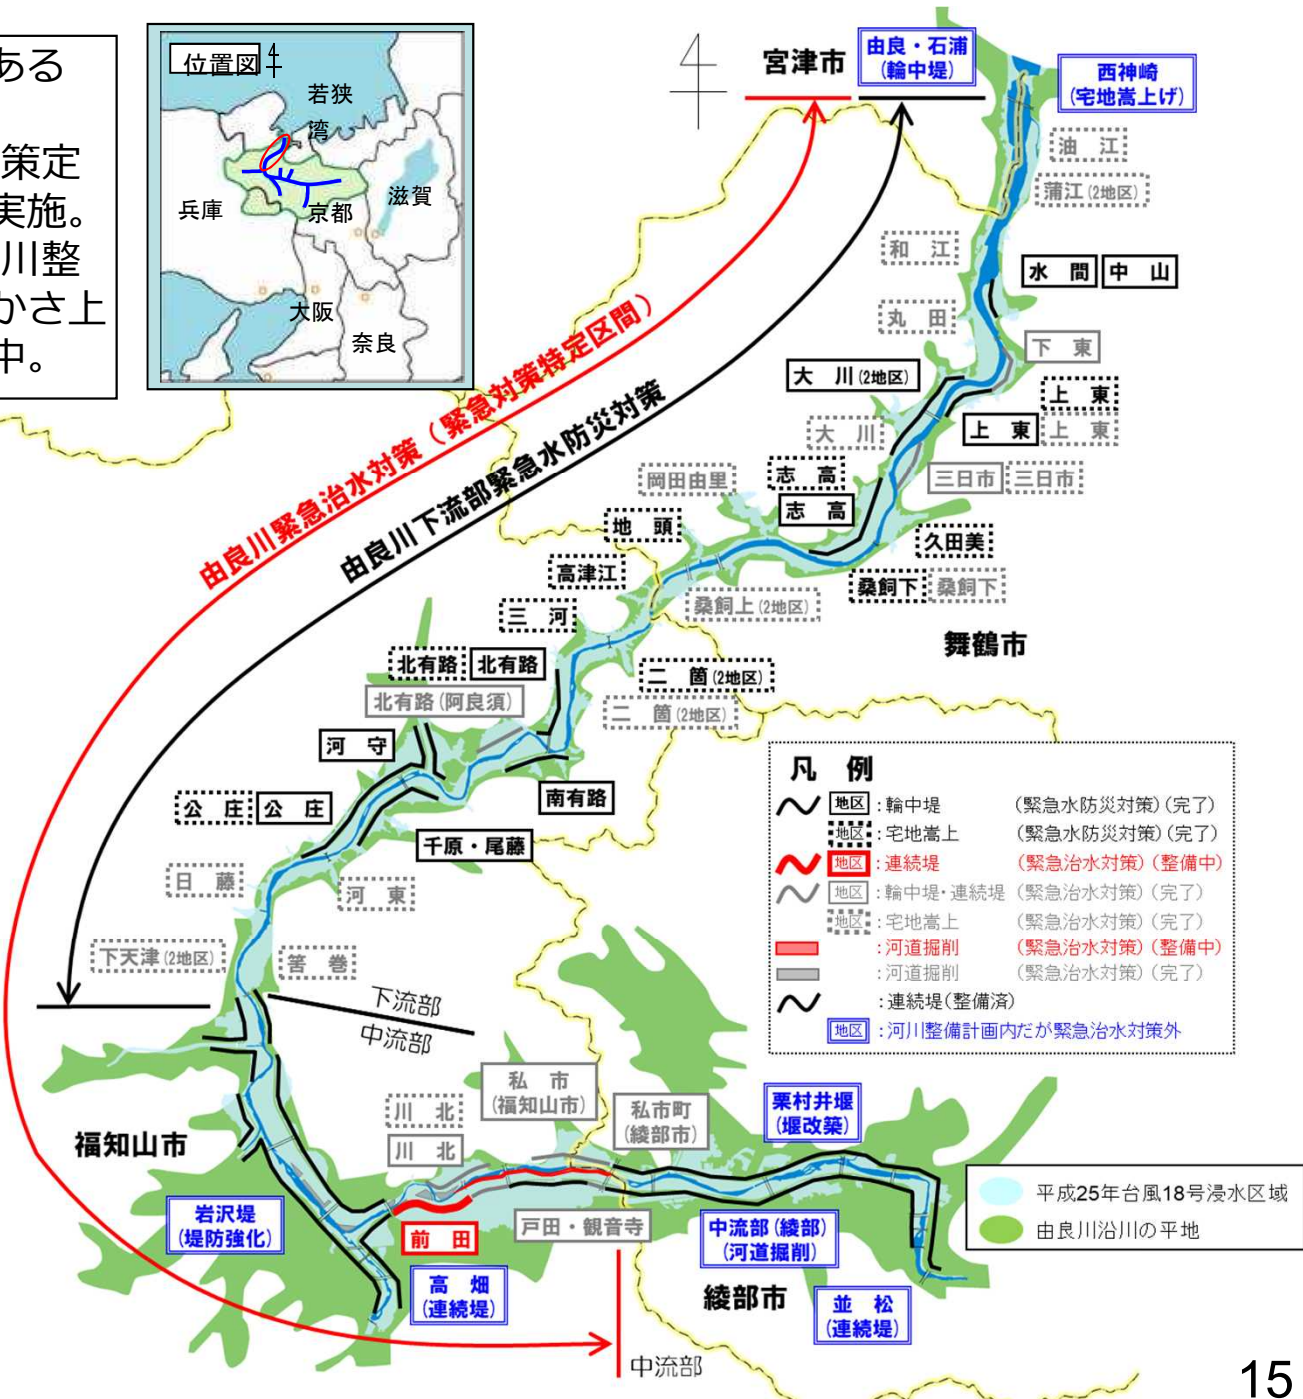 ある
策定
実施。
川整
かさ上
中。
位置図
若狭
湾
兵庫
京都
滋賀
大阪
奈良
宮津市
由良・石浦
(輪中堤)
西神崎
(宅地嵩上げ)
油 江
蒲江(2地区)
和 江
水 間
中 山
丸 田
下 東
大 川(2地区)
上 東
大 川
上 東
上 東
岡田由里
志 高
三日市
三日市
志 高
地 頭
久田美
高津江
桑飼下
桑飼下
桑飼上(2地区)
三 河
舞鶴市
北有路
北有路
二 箇(2地区)
北有路(阿良須)
二 箇(2地区)
河 守
南有路
公 庄
公 庄
千原・尾藤
日 藤
河 東
下天津(2地区)
筈 巻
由良川緊急治水対策(緊急対策特定区間)
由良川下流部緊急水防災対策
下流部
中流部
凡 例
地区:輪中堤 (緊急水防災対策)(完了)
地区:宅地嵩上 (緊急水防災対策)(完了)
地区:連続堤 (緊急治水対策)(整備中)
地区:輪中堤・連続堤 (緊急治水対策)(完了)
地区:宅地嵩上 (緊急治水対策)(完了)
:河道掘削 (緊急治水対策)(整備中)
:河道掘削 (緊急治水対策)(完了)
:連続堤(整備済)
地区:河川整備計画内だが緊急治水対策外
私 市
(福知山市)
川 北
私市町
(綾部市)
栗村井堰
(堰改築)
川 北
福知山市
岩沢堤
(堤防強化)
前 田
戸田・観音寺
中流部(綾部)
(河道掘削)
平成25年台風18号浸水区域
由良川沿川の平地
高 畑
(連続堤)
綾部市
並 松
(連続堤)
中流部
15